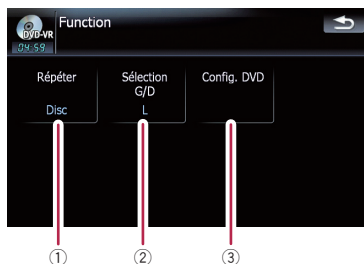 Function
DVD-VR
04:59
Répéter
Sélection
G/D
Config. DVD
Disc
L
① ② ③